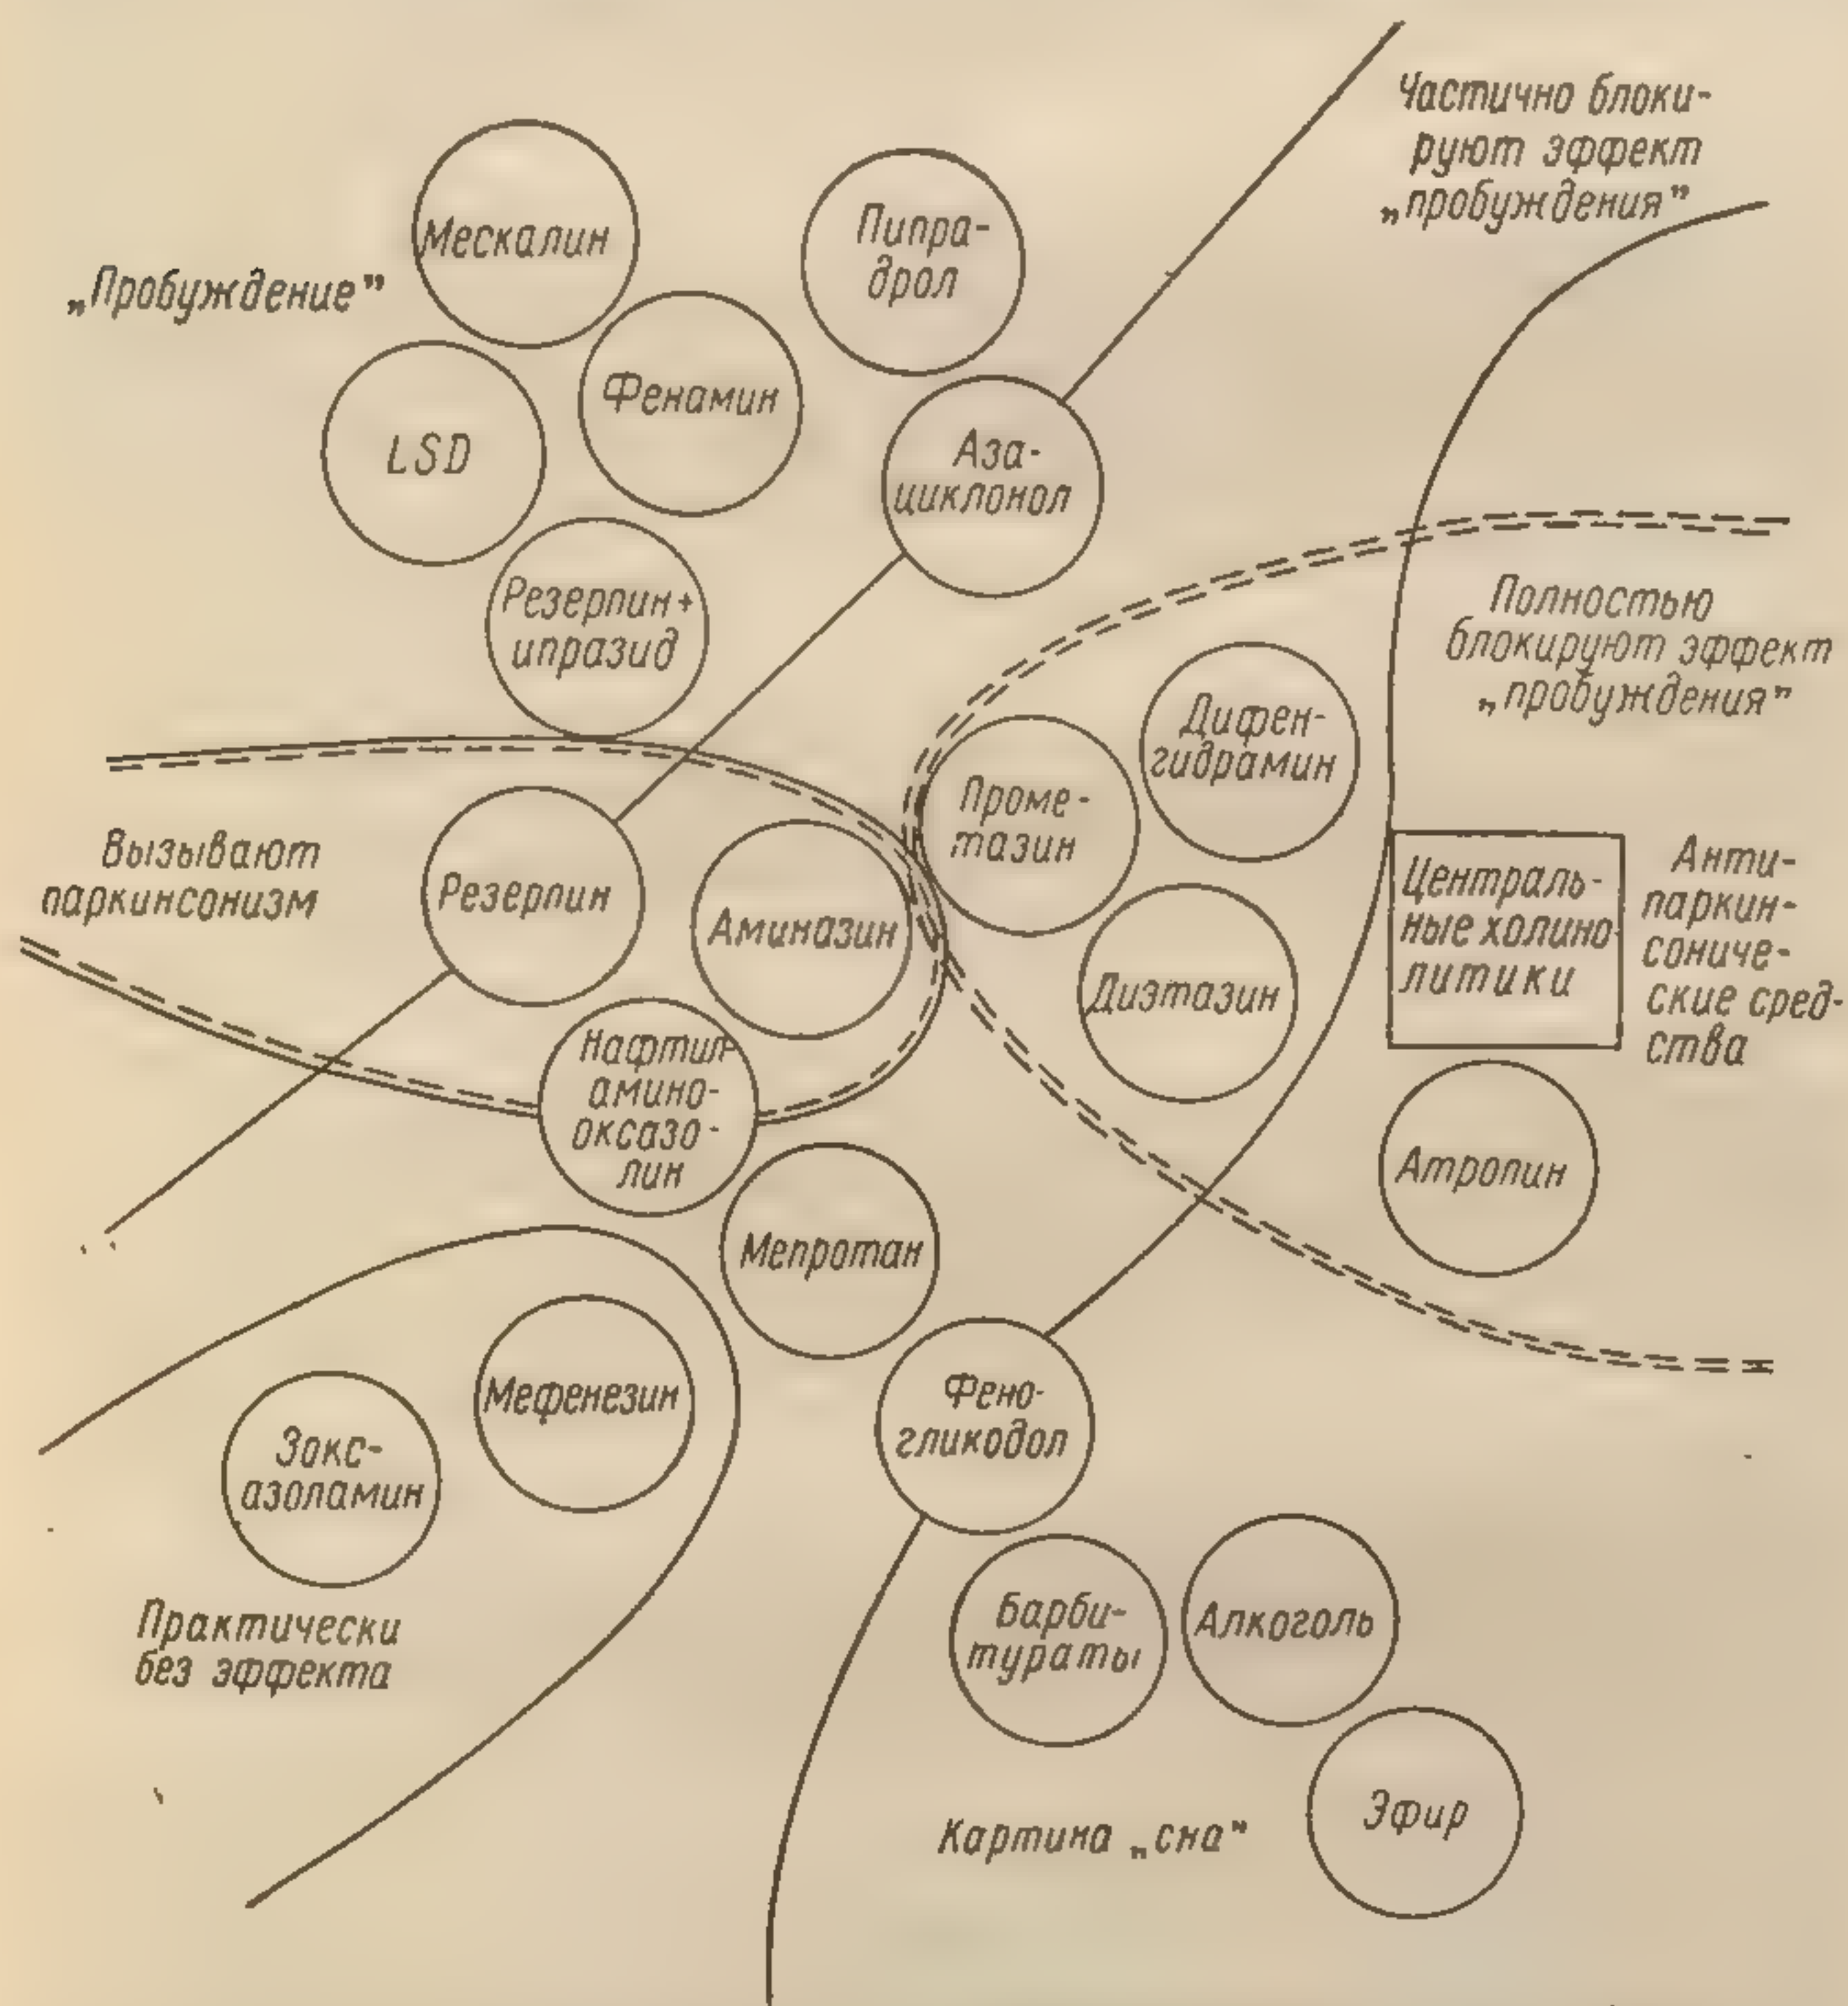 Частично блоки-
руют эффект
„пробуждения”
Мескалин
Пипра-
дрол
„Пробуждение”
Фенамин
LSD
Аза-
циклонол
Резерпин+
ипразид
Полностью
блокируют эффект
„пробуждения”
Дифен-
гидрамин
Проме-
тазин
Вызывают
паркинсонизм
Резерпин
Аминазин
Диэтазин
Централь-
ные холино-
литики
Анти-
паркин-
сониче-
ские сред-
ства
Нафтил-
амино-
оксазо-
лин
Атропин
Мепротан
Мефенезин
Фено-
гликодол
Зокс-
азоламин
Практически
без эффекта
Барби-
тураты
Алкоголь
Эфир
Картина „сна”